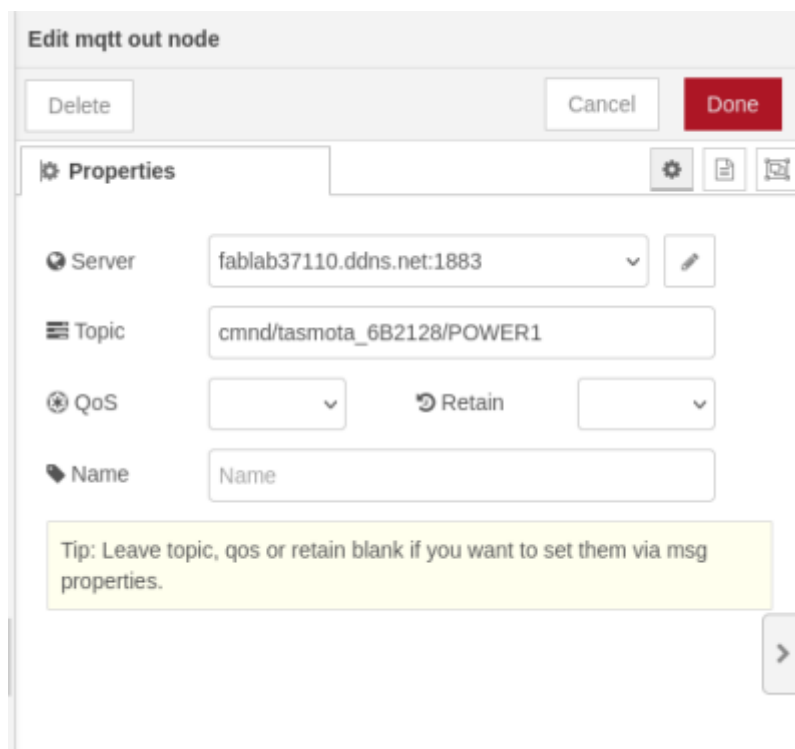 Edit mqtt out node
Delete
Cancel
Done
Properties
Server
fablab37110.ddns.net:1883
Topic
cmnd/tasmota_6B2128/POWER1
QoS
Retain
Name
Name
Tip: Leave topic, qos or retain blank if you want to set them via msg
properties.